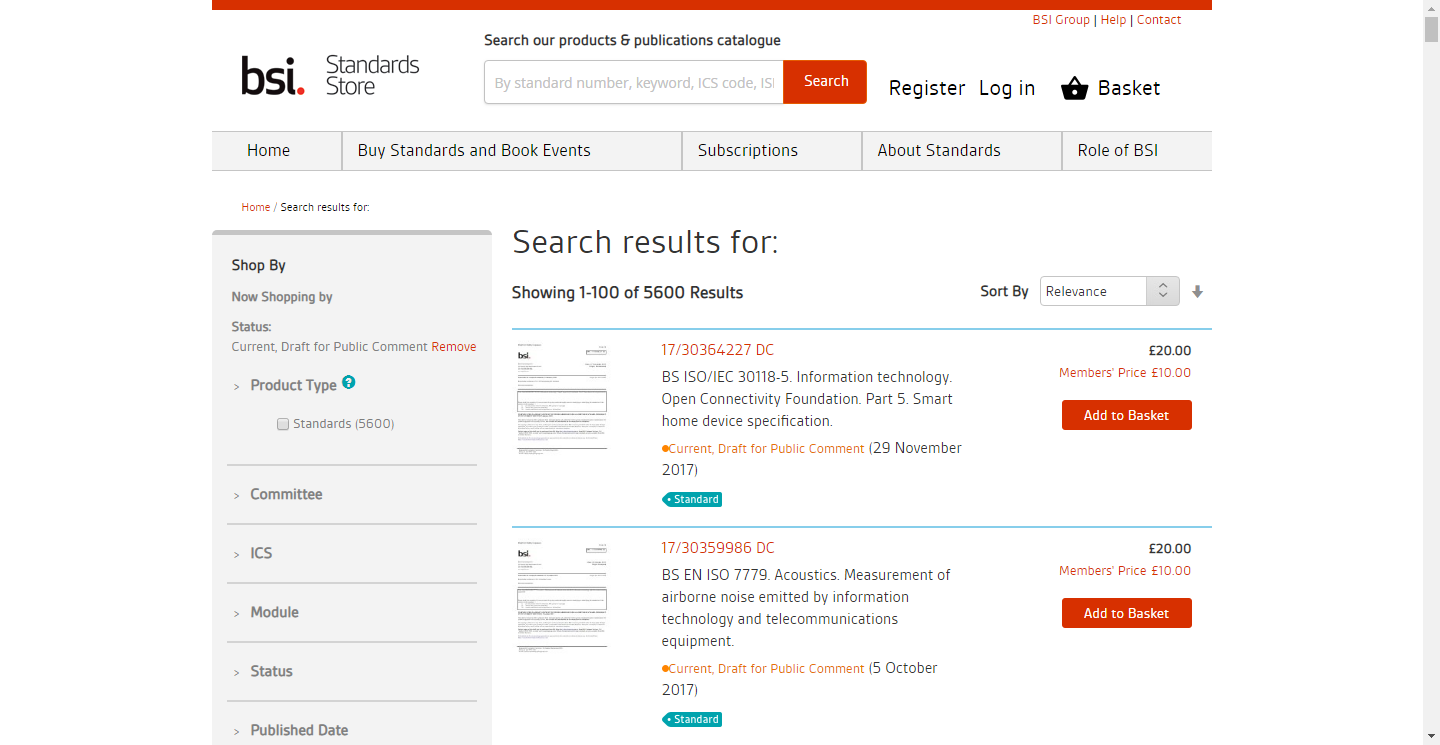 BSI Group | Help | Contact
Search our products & publications catalogue
bsi. Standards Store
By standard number, keyword, ICS code, ISI
Search
Register Log in Basket
Home Buy Standards and Book Events Subscriptions About Standards Role of BSI
Home / Search results for:
Shop By
Now Shopping by
Status:
Current, Draft for Public Comment Remove
> Product Type ?
Standards (5600)
> Committee
> ICS
> Module
> Status
> Published Date
Search results for:
Showing 1-100 of 5600 Results
Sort By Relevance
bsi.
17/30364227 DC
BS ISO/IEC 30118-5. Information technology.
Open Connectivity Foundation. Part 5. Smart
home device specification.
Current, Draft for Public Comment (29 November
2017)
Standard
£20.00
Members' Price £10.00
Add to Basket
bsi.
17/30359986 DC
BS EN ISO 7779. Acoustics. Measurement of
airborne noise emitted by information
technology and telecommunications
equipment.
Current, Draft for Public Comment (5 October
2017)
Standard
£20.00
Members' Price £10.00
Add to Basket